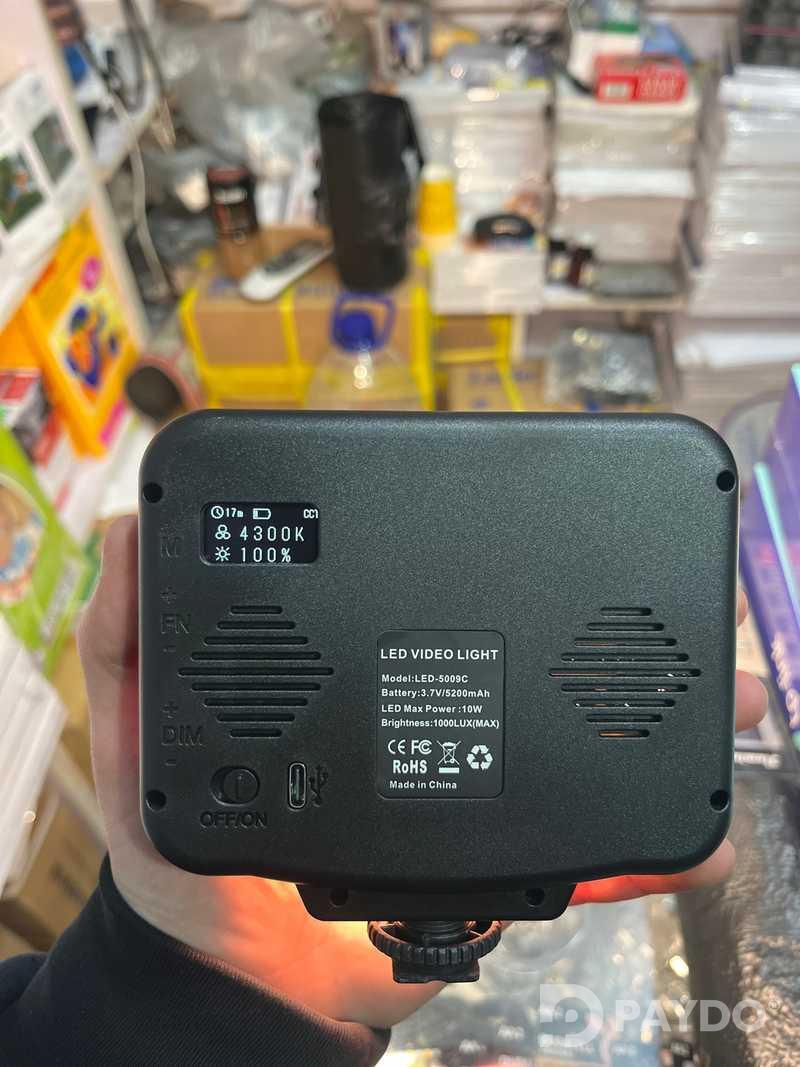 17m CCT
4300K
100%
M
+
FN
-
+
DIM
-
OFF/ON
LED VIDEO LIGHT
Model:LED-5009C
Battery:3.7V/5200mAh
LED Max Power :10W
Brightness:1000LUX(MAX)
CE FC
RoHS
Made in China
PAYDO